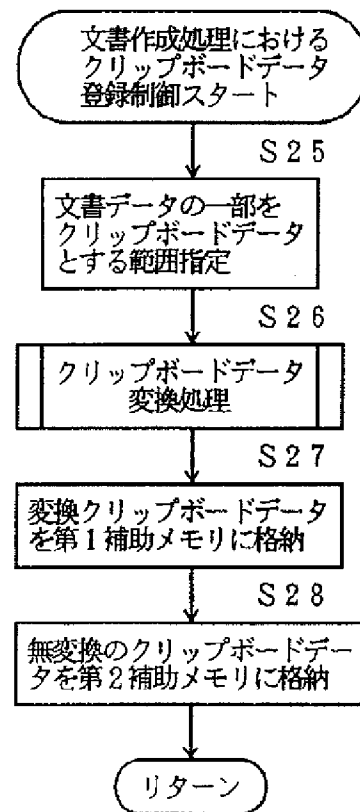 文書作成処理における
クリップボードデータ
登録制御スタート
S25
文書データの一部を
クリップボードデータ
とする範囲指定
S26
クリップボードデータ
変換処理
S27
変換クリップボードデータ
を第1補助メモリに格納
S28
無変換のクリップボードデー
タを第2補助メモリに格納
リターン